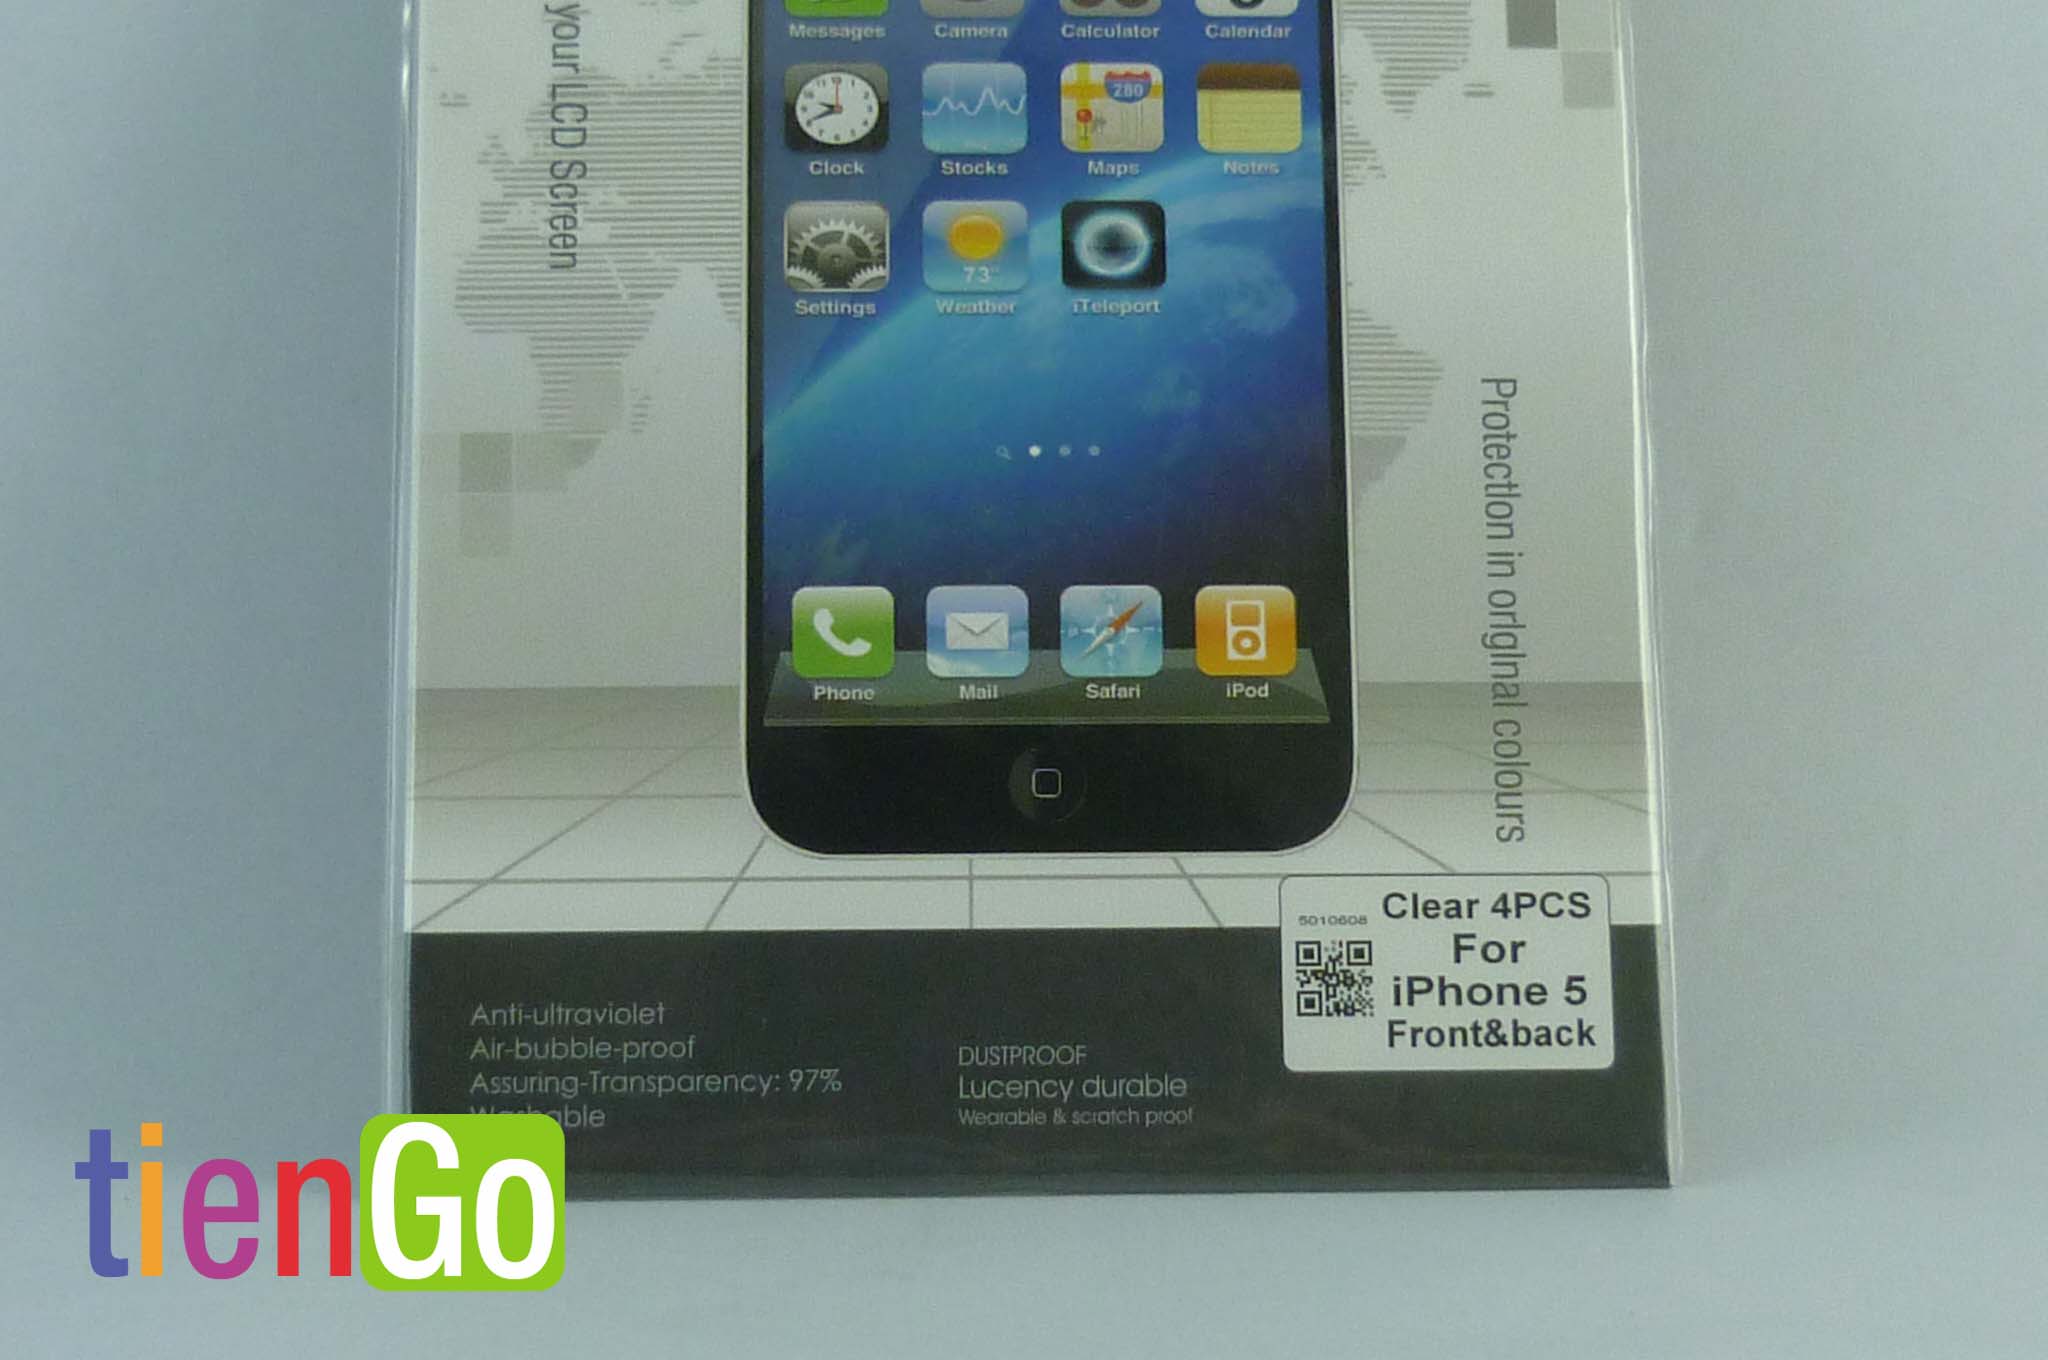 your LCD Screen
Messages Camera Calculator Calendar
280
Clock Stocks Maps Notes
73°
Settings Weather iTeleport
Protection in original colours
Phone Mail Safari iPod
5010608
Clear 4PCS
For
iPhone 5
Front&back
Anti-ultraviolet
Air-bubble-proof
Assuring-Transparency: 97%
Washable
DUSTPROOF
Lucency durable
Wearable & scratch proof
tienGo